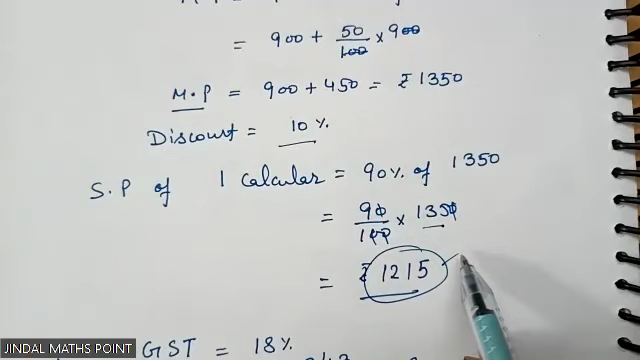 = 900 + 50/100 × 900
M.P = 900 + 450 = ₹ 1350
Discount = 10 %
S.P of 1 calcular = 90% of 1350
= 90/100 × 1350
= ₹ 1215
GST = 18%
JINDAL MATHS POINT